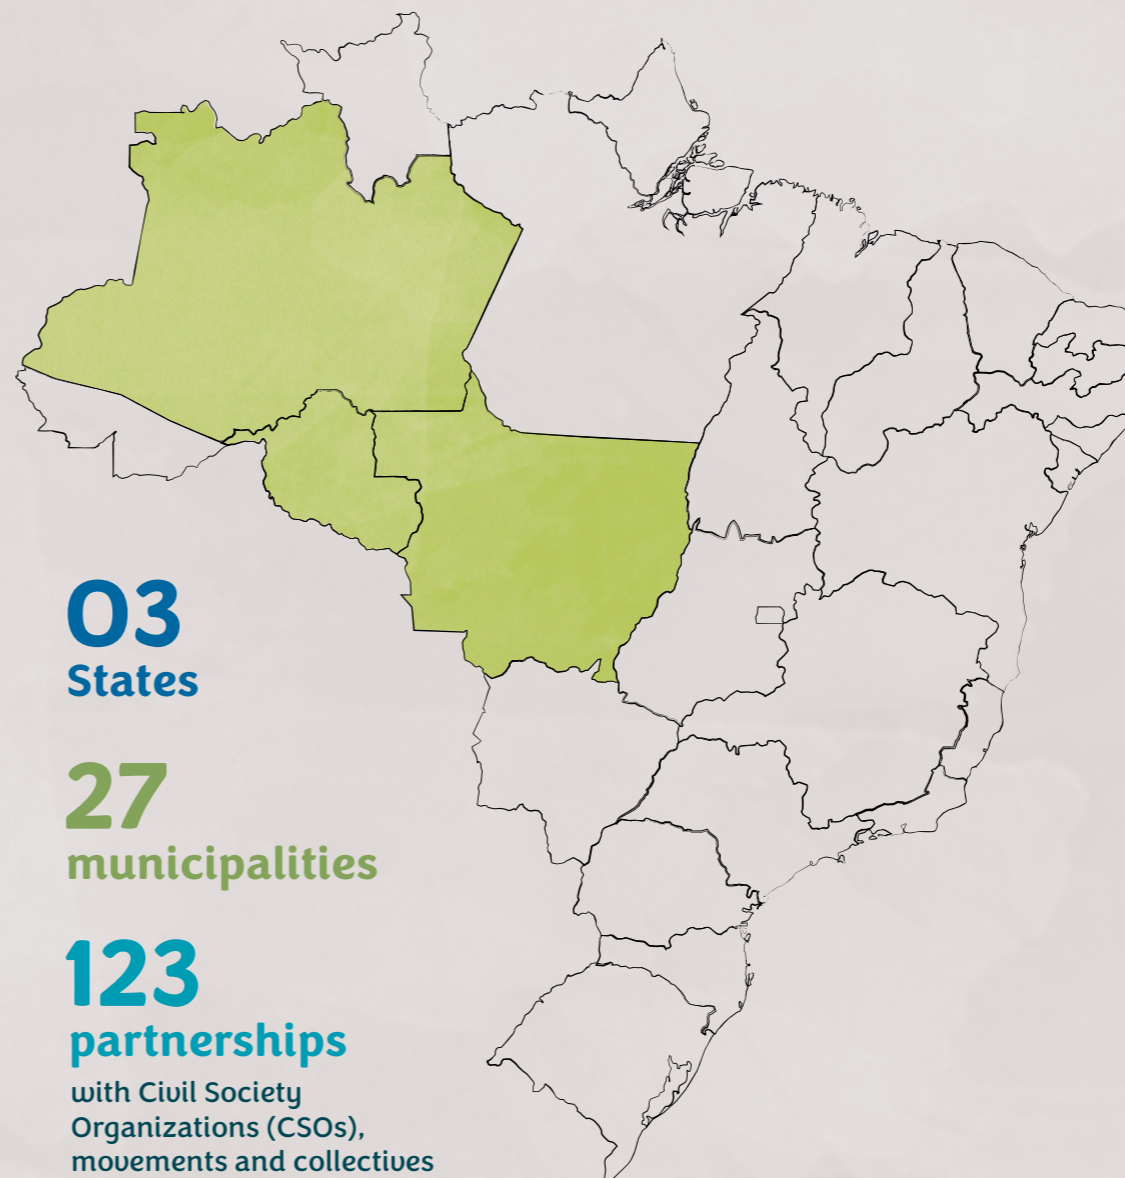 03
States
27
municipalities
123
partnerships
with Civil Society
Organizations (CSOs),
movements and collectives